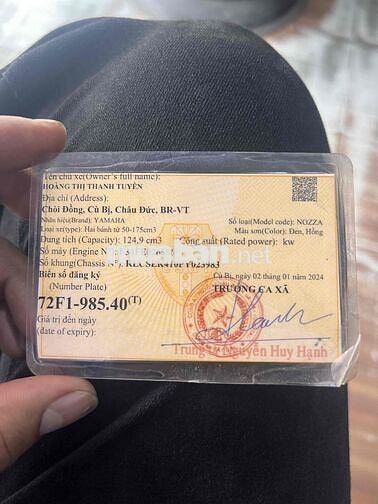 Tên chủ xe(Owner's full name):
HOÀNG THỊ THANH TUYÊN
Địa chỉ (Address):
Chòi Đồng, Cù Bị, Châu Đức, BR-VT
Nhãn hiệu(Brand): YAMAHA Số loại(Model code): NOZZA
Loại xe(type): Hai bánh từ 50-175cm3 Màu sơn(Color): Đen, Hồng
Dung tích (Capacity): 124,9 cm3 Công suất(Rated power): kw
Số máy (Engine N
Số khung(Chassis N°):
Biển số đăng ký Cù Bị, ngày 02 tháng 01 năm 2024
(Number Plate) TRƯỞNG CA XÃ
72F1-985.40(T)
Giá trị đến ngày
(date of expiry):
Trung tá Nguyễn Huy Hạnh
muaban.net